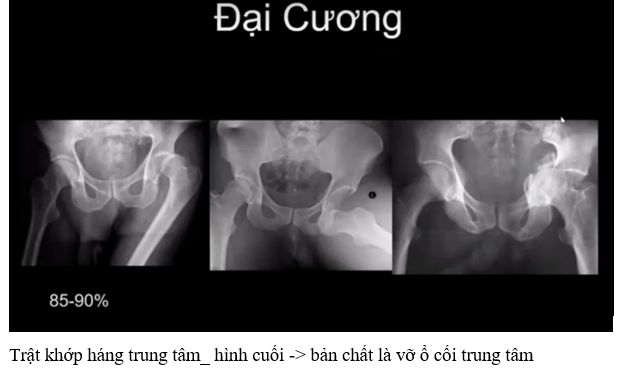 Đại Cương
85-90%
Trật khớp háng trung tâm_ hình cuối -> bản chất là vỡ ổ cối trung tâm